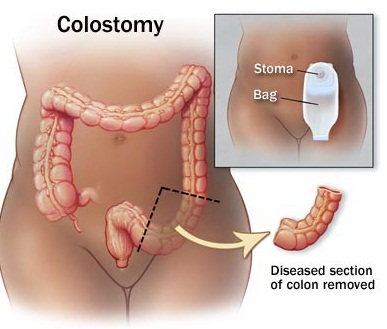 Colostomy
Stoma
Bag
Diseased section
of colon removed